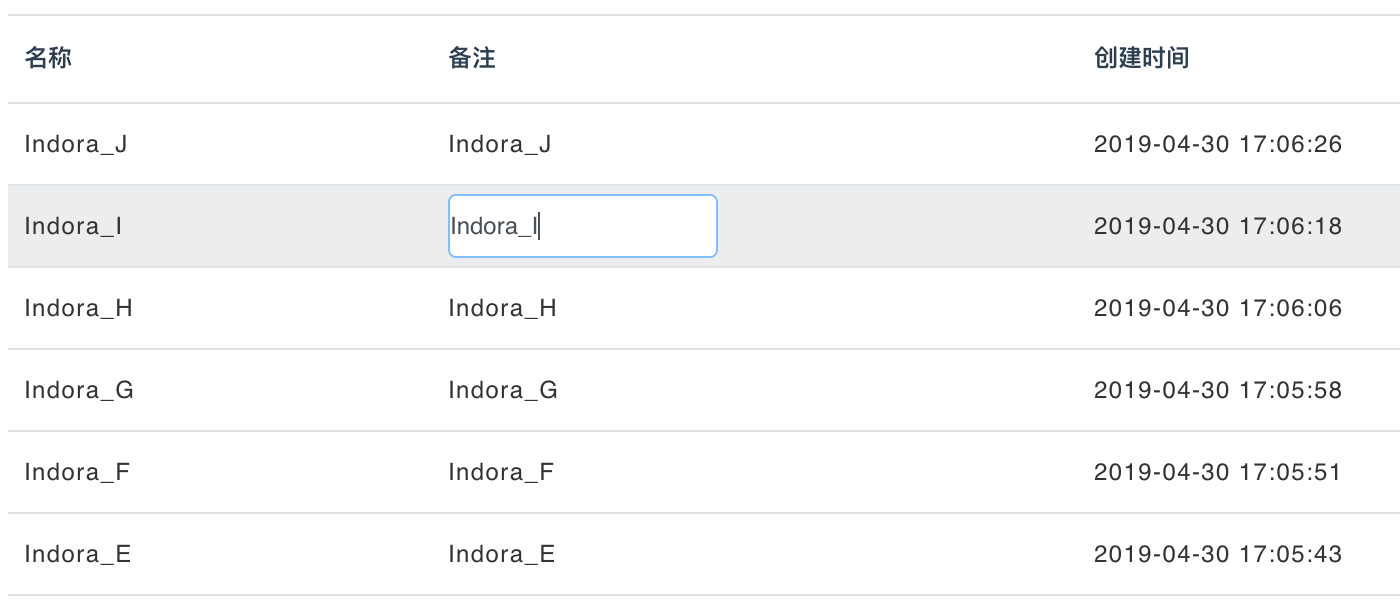 名称 备注 创建时间
Indora_J Indora_J 2019-04-30 17:06:26
Indora_I Indora_I 2019-04-30 17:06:18
Indora_H Indora_H 2019-04-30 17:06:06
Indora_G Indora_G 2019-04-30 17:05:58
Indora_F Indora_F 2019-04-30 17:05:51
Indora_E Indora_E 2019-04-30 17:05:43